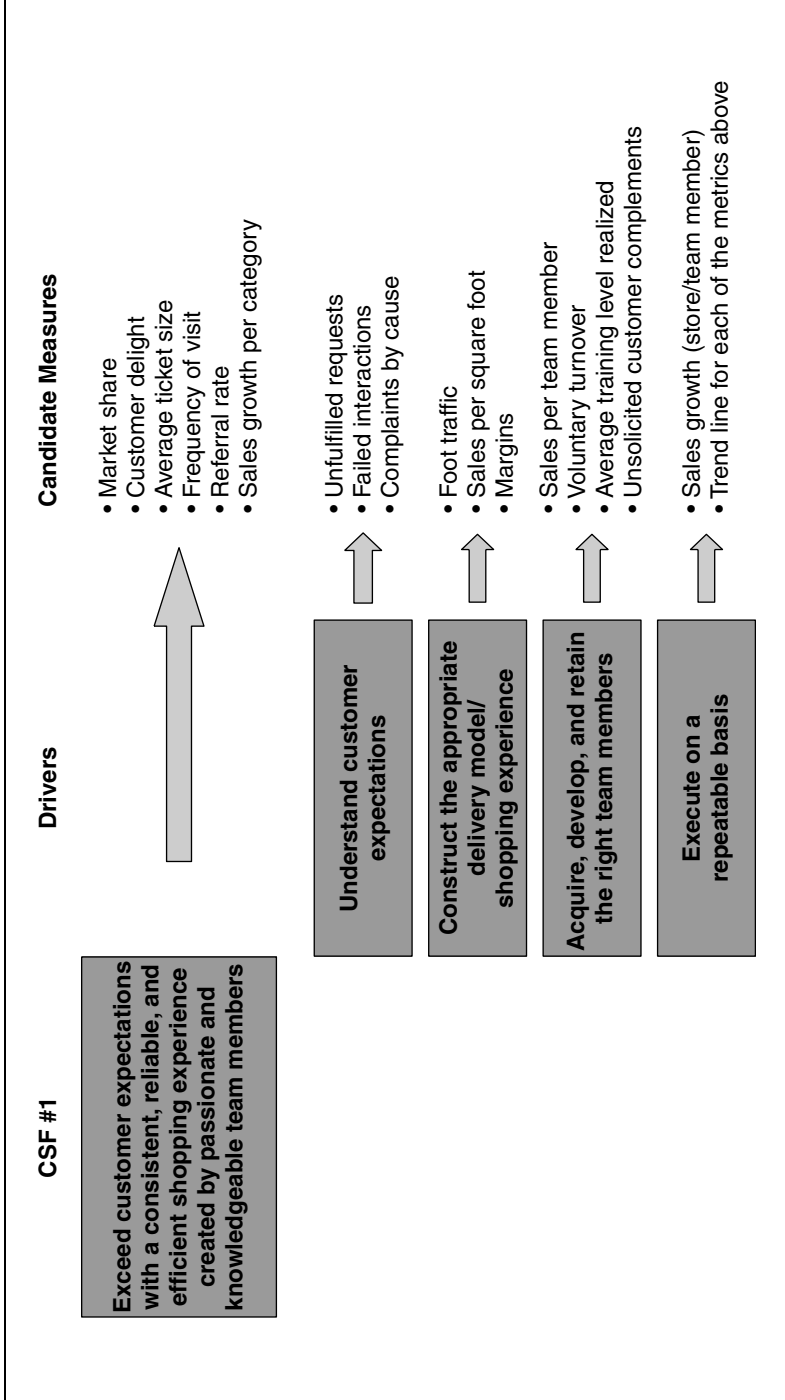 CSF #1
Drivers
Candidate Measures
Exceed customer expectations
with a consistent, reliable, and
efficient shopping experience
created by passionate and
knowledgeable team members
• Market share
• Customer delight
• Average ticket size
• Frequency of visit
• Referral rate
• Sales growth per category
Understand customer
expectations
• Unfulfilled requests
• Failed interactions
• Complaints by cause
Construct the appropriate
delivery model/
shopping experience
• Foot traffic
• Sales per square foot
• Margins
Acquire, develop, and retain
the right team members
• Sales per team member
• Voluntary turnover
• Average training level realized
• Unsolicited customer complements
Execute on a
repeatable basis
• Sales growth (store/team member)
• Trend line for each of the metrics above